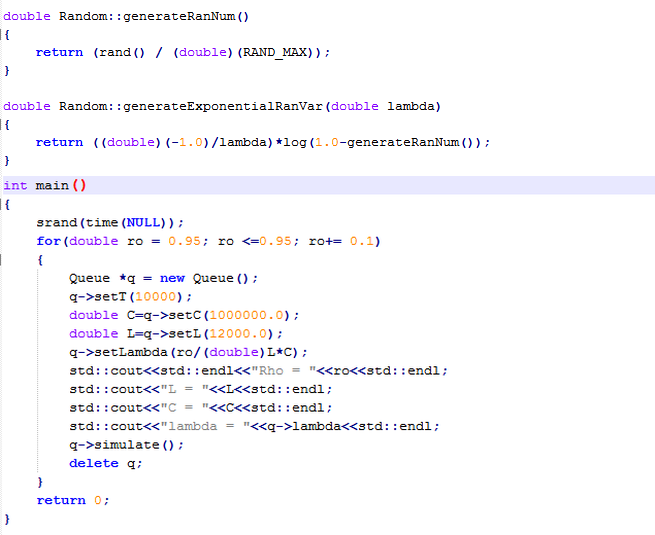 double Random::generateRanNum()
{
    return (rand() / (double)(RAND_MAX));
}

double Random::generateExponentialRanVar(double lambda)
{
    return ((double)(-1.0)/lambda)*log(1.0-generateRanNum());
}
int main()
{
    srand(time(NULL));
    for(double ro = 0.95; ro <=0.95; ro+= 0.1)
    {
        Queue *q = new Queue();
        q->setT(10000);
        double C=q->setC(1000000.0);
        double L=q->setL(12000.0);
        q->setLambda(ro/(double)L*C);
        std::cout<<std::endl<<"Rho = "<<ro<<std::endl;
        std::cout<<"L = "<<L<<std::endl;
        std::cout<<"C = "<<C<<std::endl;
        std::cout<<"lambda = "<<q->lambda<<std::endl;
        q->simulate();
        delete q;
    }
    return 0;
}